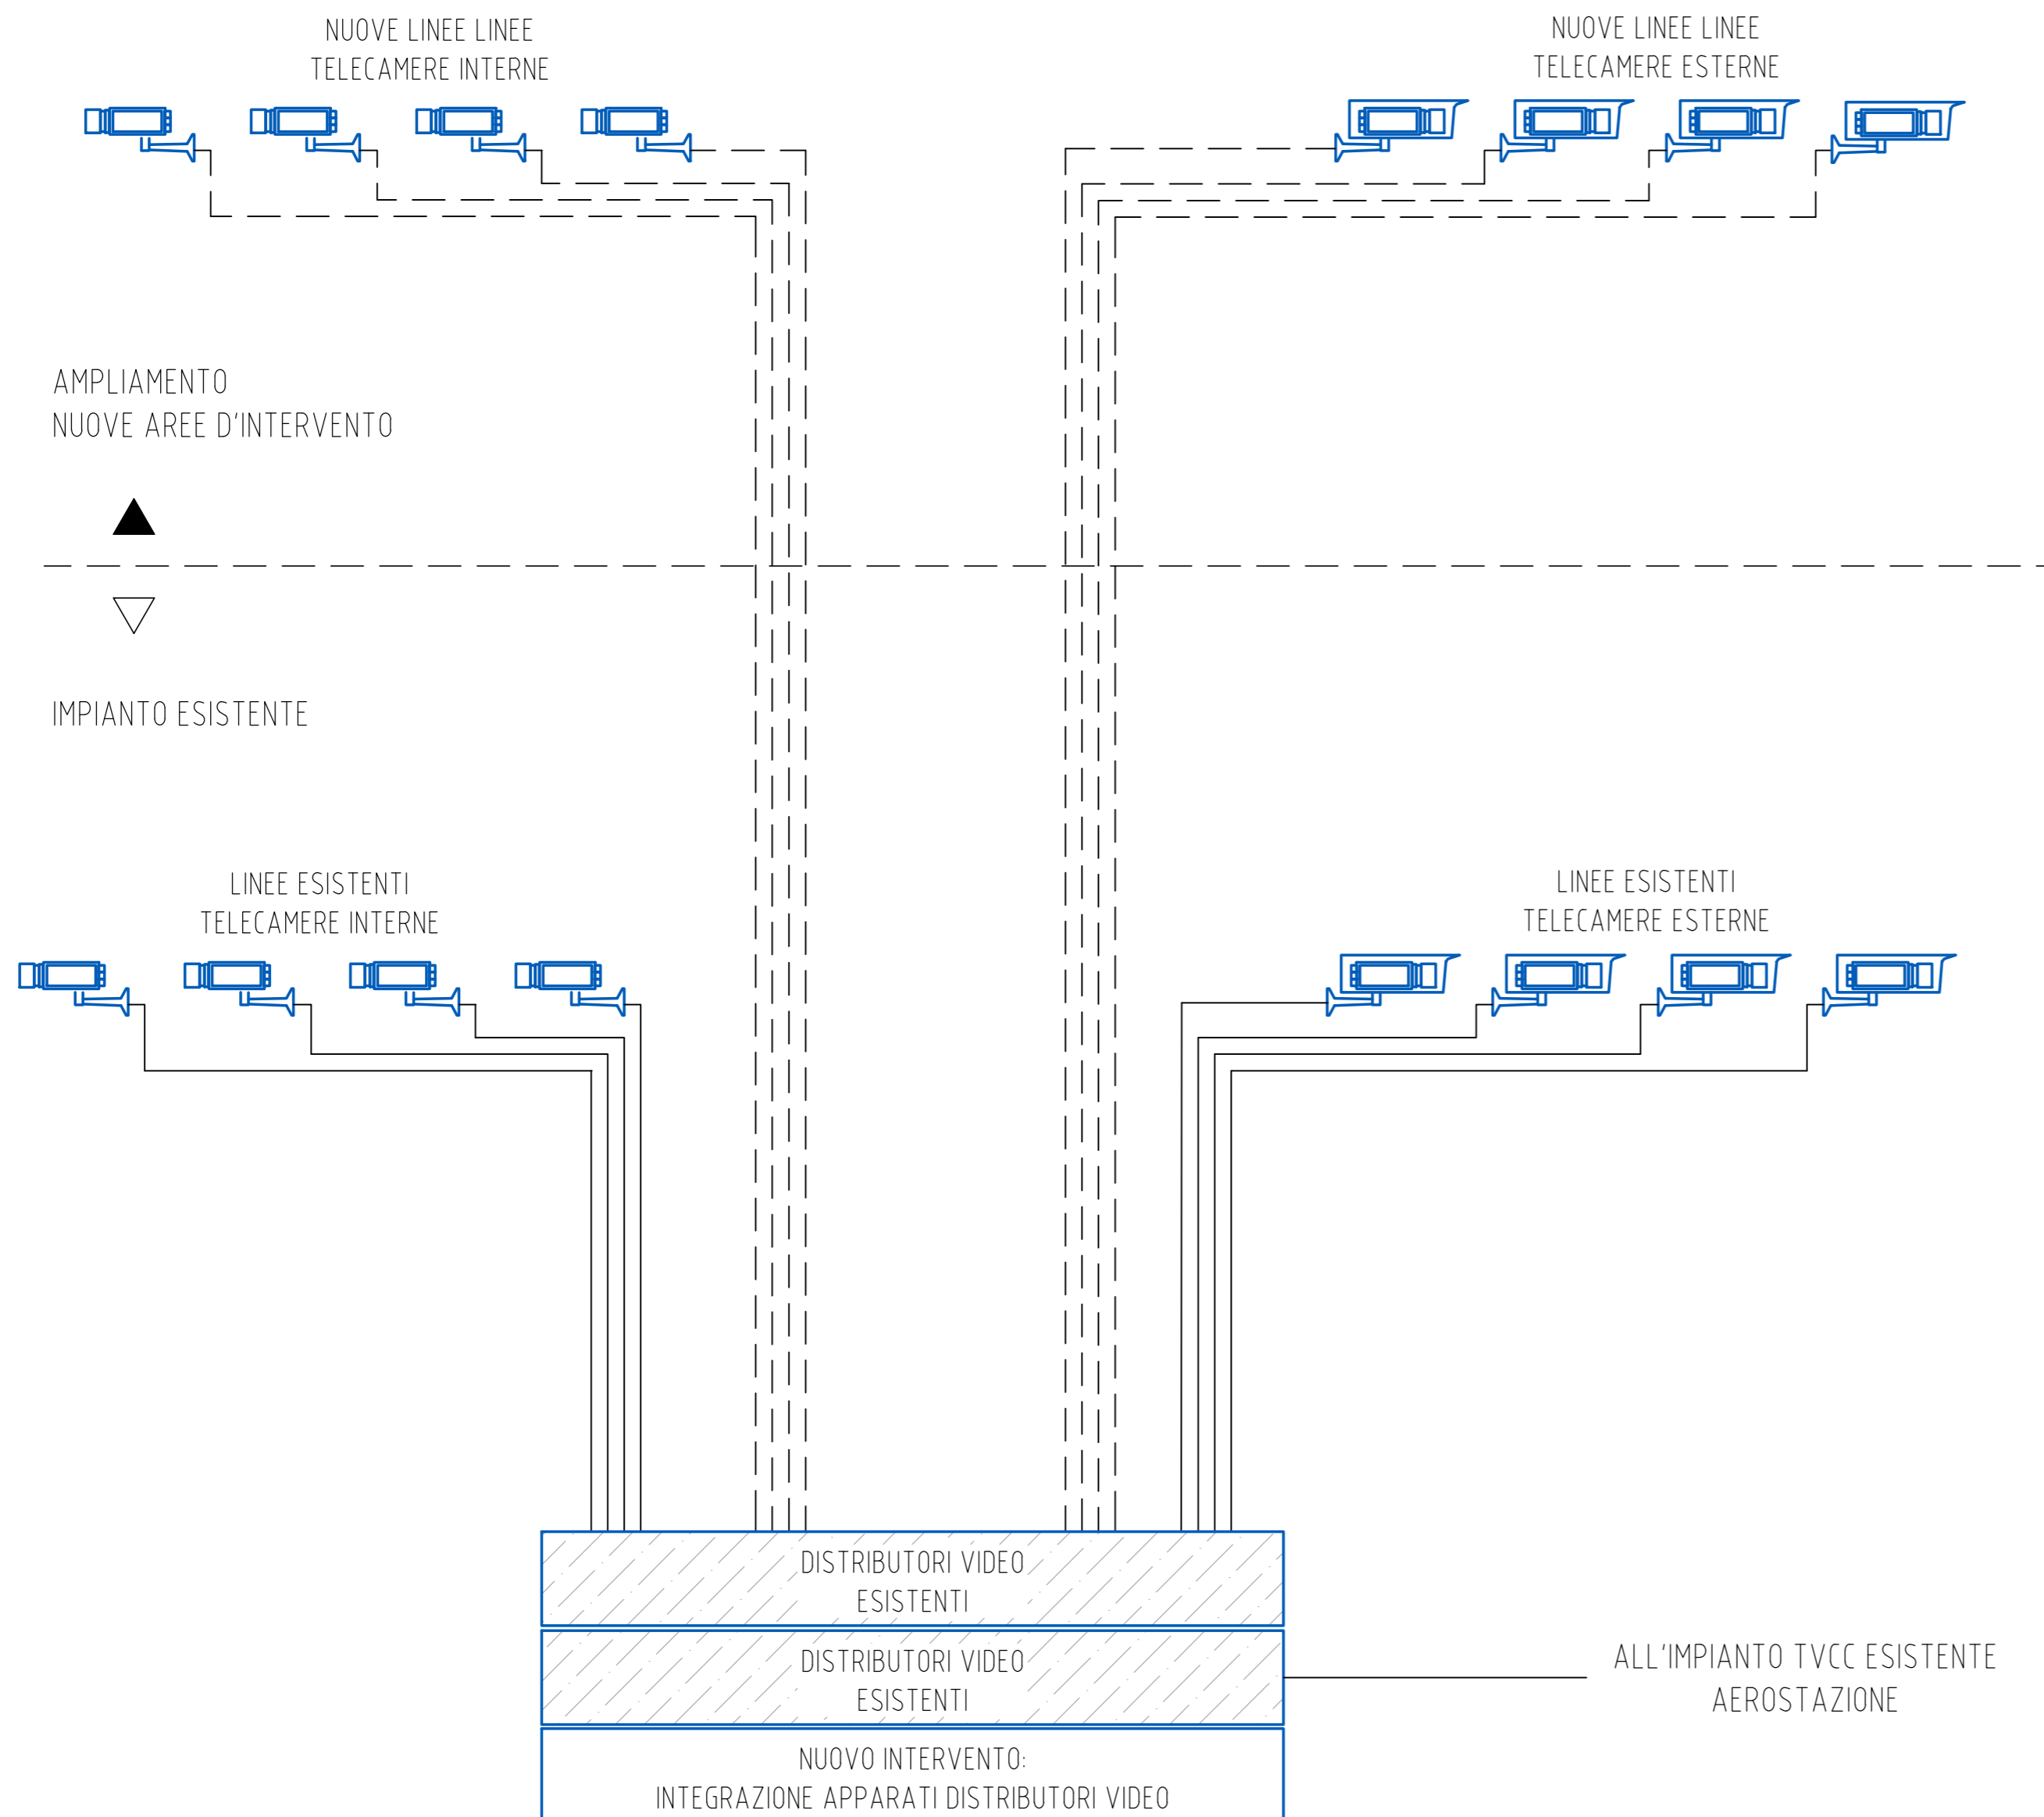 NUOVE LINEE LINEE
TELECAMERE INTERNE
NUOVE LINEE LINEE
TELECAMERE ESTERNE
AMPLIAMENTO
NUOVE AREE D'INTERVENTO
IMPIANTO ESISTENTE
LINEE ESISTENTI
TELECAMERE INTERNE
LINEE ESISTENTI
TELECAMERE ESTERNE
DISTRIBUTORI VIDEO
ESISTENTI
DISTRIBUTORI VIDEO
ESISTENTI
ALL'IMPIANTO TVCC ESISTENTE
AEROSTAZIONE
NUOVO INTERVENTO:
INTEGRAZIONE APPARATI DISTRIBUTORI VIDEO